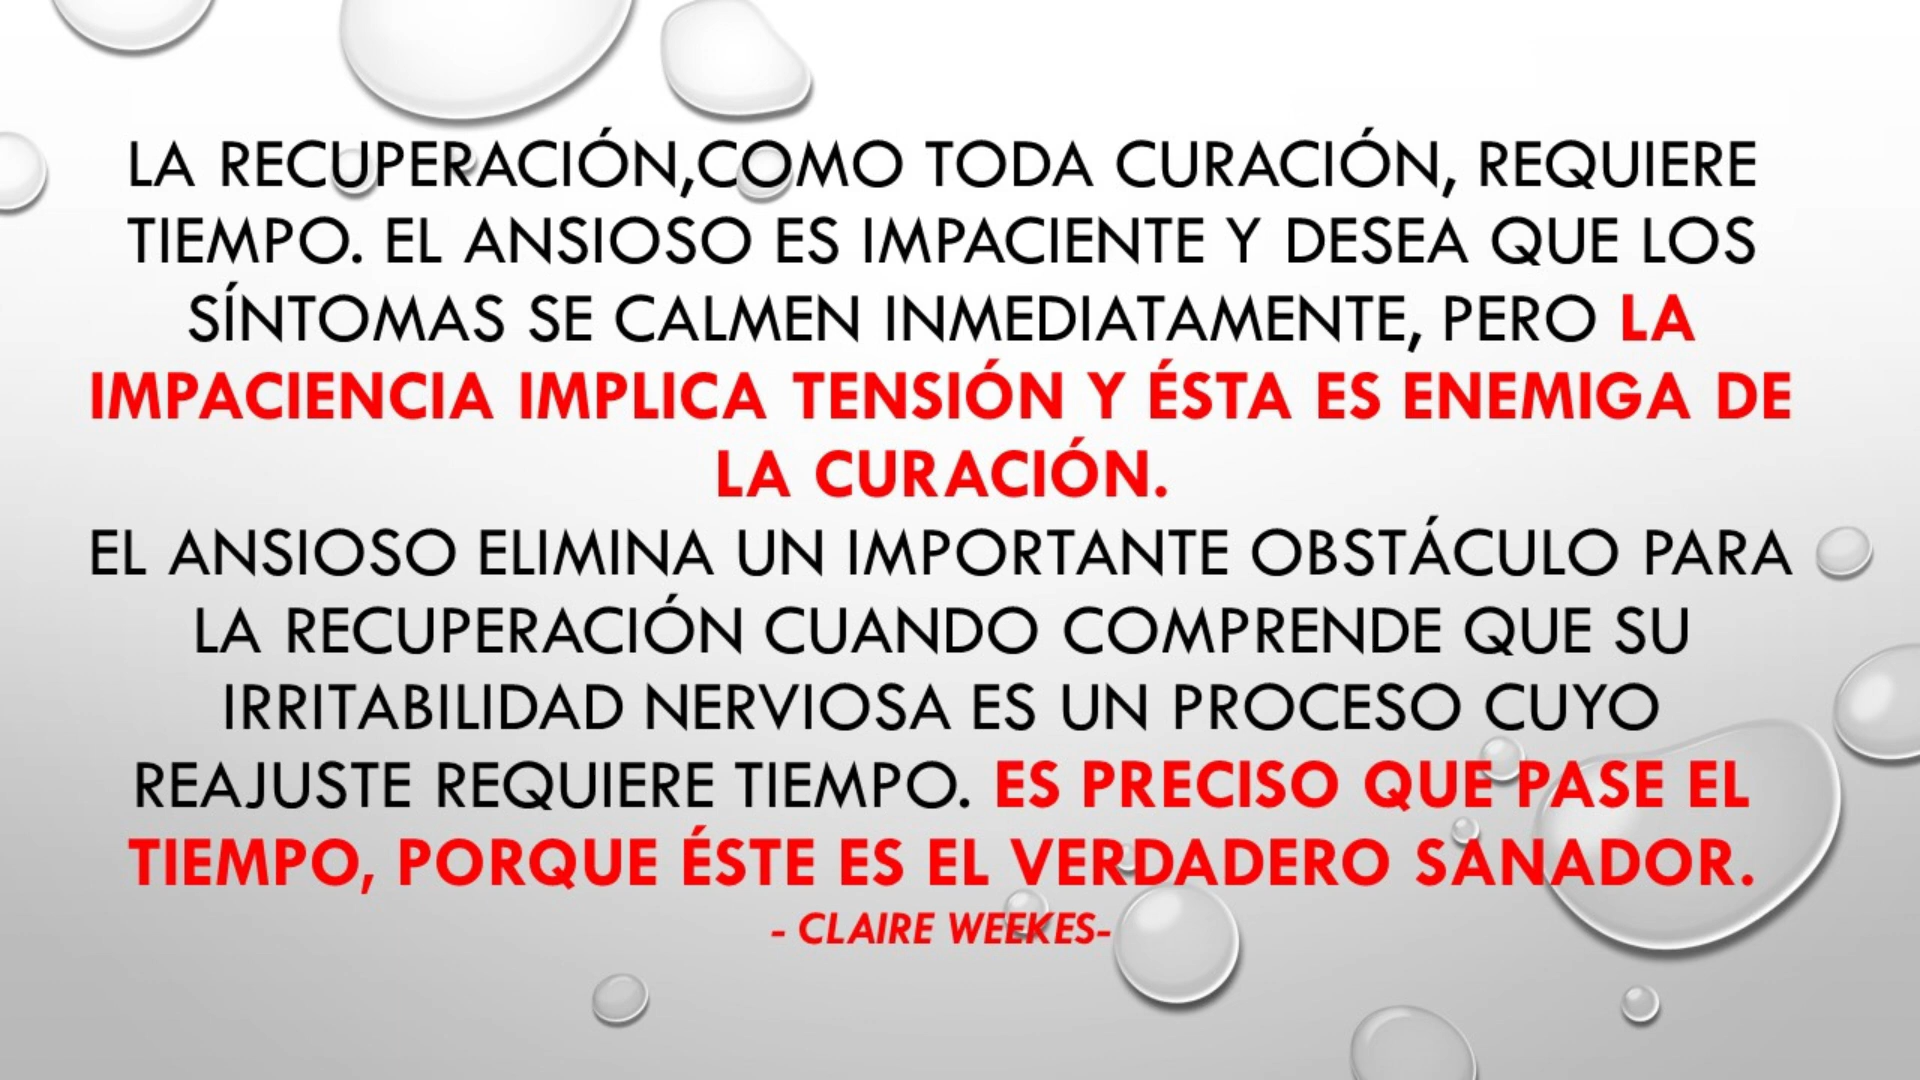 LA RECUPERACIÓN,COMO TODA CURACIÓN, REQUIERE
TIEMPO. EL ANSIOSO ES IMPACIENTE Y DESEA QUE LOS
SÍNTOMAS SE CALMEN INMEDIATAMENTE, PERO LA
IMPACIENCIA IMPLICA TENSIÓN Y ÉSTA ES ENEMIGA DE
LA CURACIÓN.
EL ANSIOSO ELIMINA UN IMPORTANTE OBSTÁCULO PARA
LA RECUPERACIÓN CUANDO COMPRENDE QUE SU
IRRITABILIDAD NERVIOSA ES UN PROCESO CUYO
REAJUSTE REQUIERE TIEMPO. ES PRECISO QUE PASE EL
TIEMPO, PORQUE ÉSTE ES EL VERDADERO SANADOR.
- CLAIRE WEEKES-